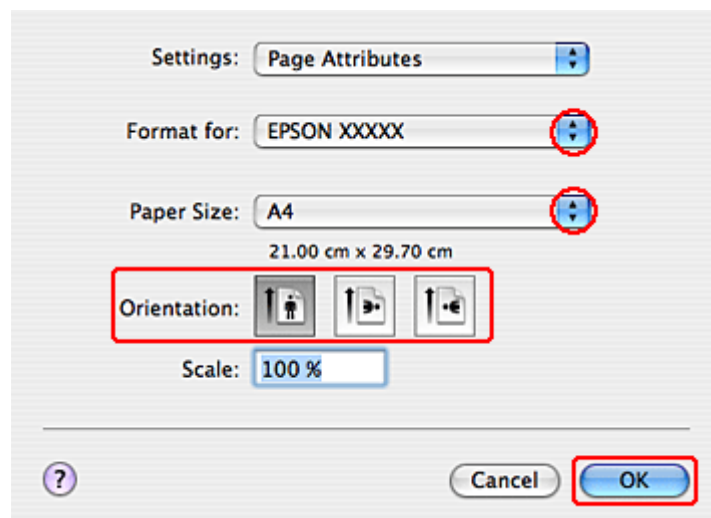 Settings: Page Attributes
Format for: EPSON XXXXX
Paper Size: A4
21.00 cm x 29.70 cm
Orientation:
Scale: 100 %
? Cancel OK